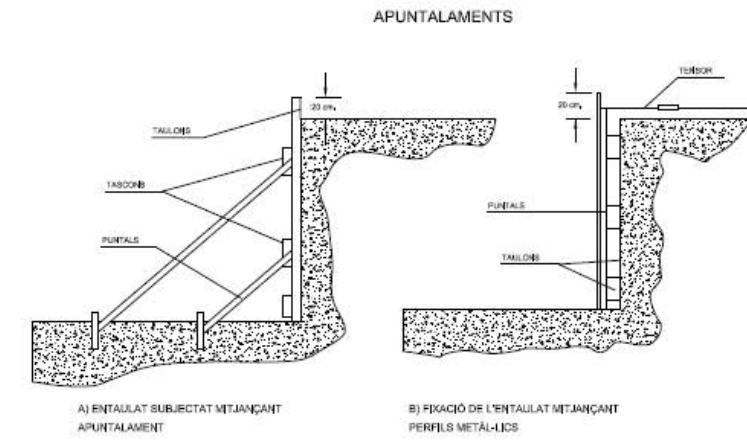 APUNTALAMENTS
20 cm,
TAULONS
TASCONS
PUNTALS
A) ENTAULAT SUBJECTAT MITJANÇANT
APUNTALAMENT
TENSOR
20 cm,
PUNTALS
TAULONS
B) FIXACIÓ DE L'ENTAULAT MITJANÇANT
PERFILS METÀL-LICS